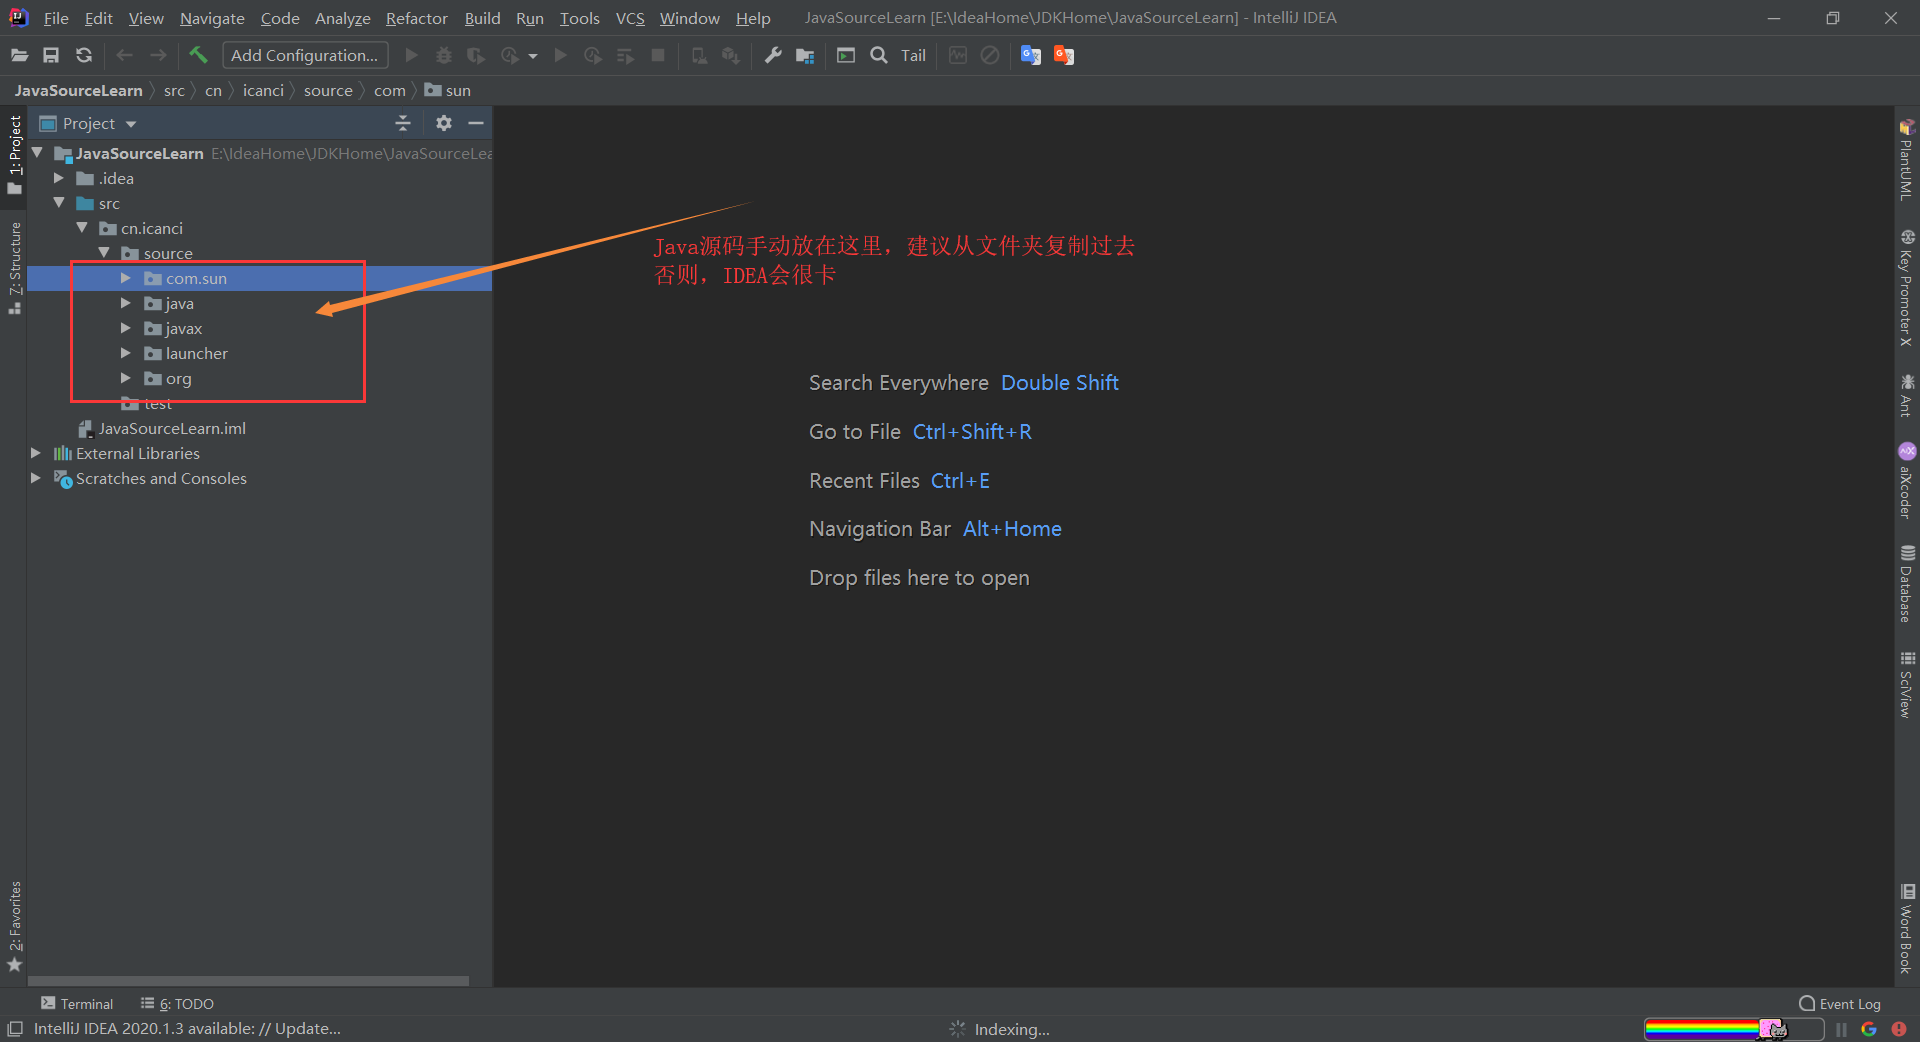 File Edit View Navigate Code Analyze Refactor Build Run Tools VCS Window Help JavaSourceLearn [E:\IdeaHome\JDKHome\JavaSourceLearn] - IntelliJ IDEA
Add Configuration... Tail
JavaSourceLearn src cn icanci source com sun
1: Project
7: Structure
2: Favorites
Project
JavaSourceLearn E:\IdeaHome\JDKHome\JavaSourceLea
.idea
src
cn.icanci
source
com.sun
java
javax
launcher
org
test
JavaSourceLearn.iml
External Libraries
Scratches and Consoles
Java源码手动放在这里，建议从文件夹复制过去
否则，IDEA会很卡
Search Everywhere Double Shift
Go to File Ctrl+Shift+R
Recent Files Ctrl+E
Navigation Bar Alt+Home
Drop files here to open
PlantUML
Key Promoter X
Ant
aiXcoder
Database
SciView
Word Book
Terminal 6: TODO Event Log
IntelliJ IDEA 2020.1.3 available: // Update... Indexing...